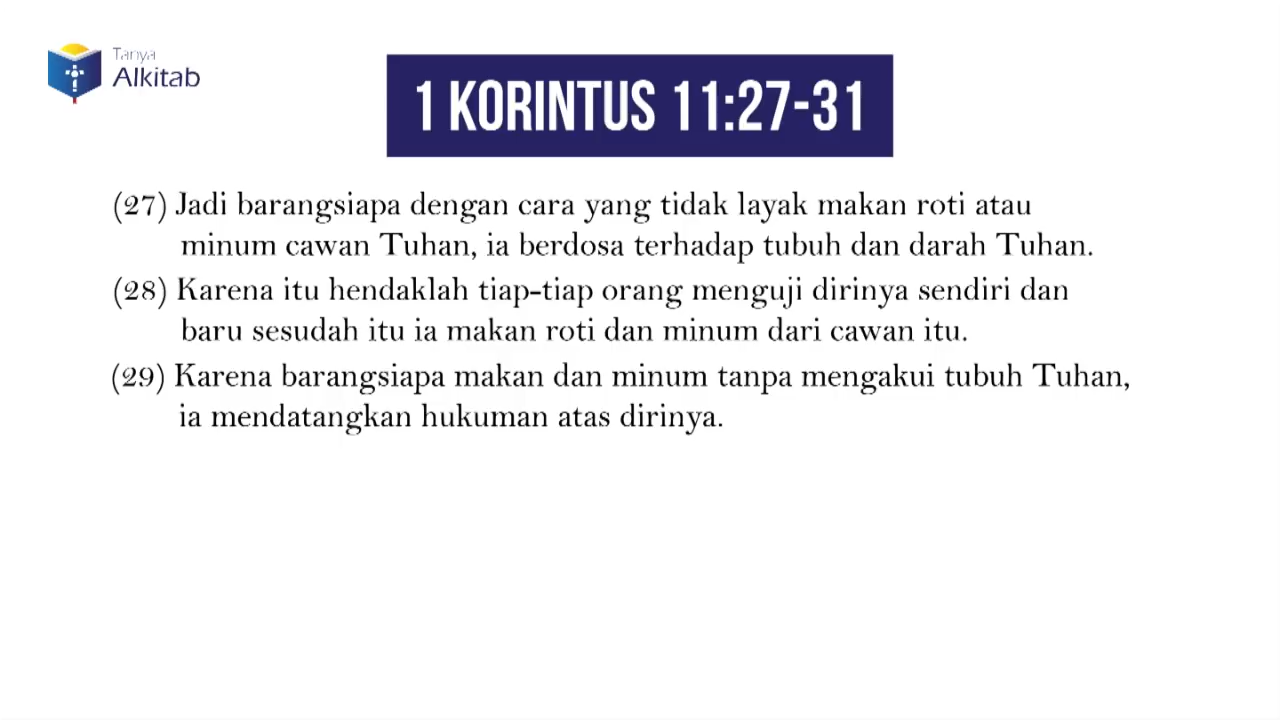 Tanya
Alkitab
1 KORINTUS 11:27-31
(27) Jadi barangsiapa dengan cara yang tidak layak makan roti atau
minum cawan Tuhan, ia berdosa terhadap tubuh dan darah Tuhan.
(28) Karena itu hendaklah tiap-tiap orang menguji dirinya sendiri dan
baru sesudah itu ia makan roti dan minum dari cawan itu.
(29) Karena barangsiapa makan dan minum tanpa mengakui tubuh Tuhan,
ia mendatangkan hukuman atas dirinya.